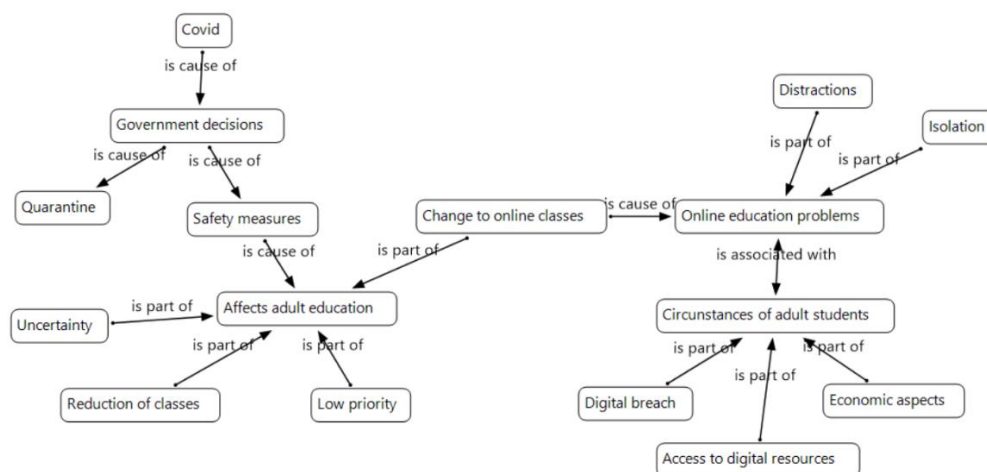 Covid
is cause of
Distractions
Government decisions
Isolation
is cause of
is cause of
is part of
is part of
Quarantine
Safety measures
Change to online classes
is cause of
Online education problems
is cause of
is part of
is associated with
is part of
Affects adult education
Uncertainty
Circunstances of adult students
is part of
is part of
is part of
is part of
is part of
Reduction of classes
Low priority
Digital breach
Economic aspects
Access to digital resources